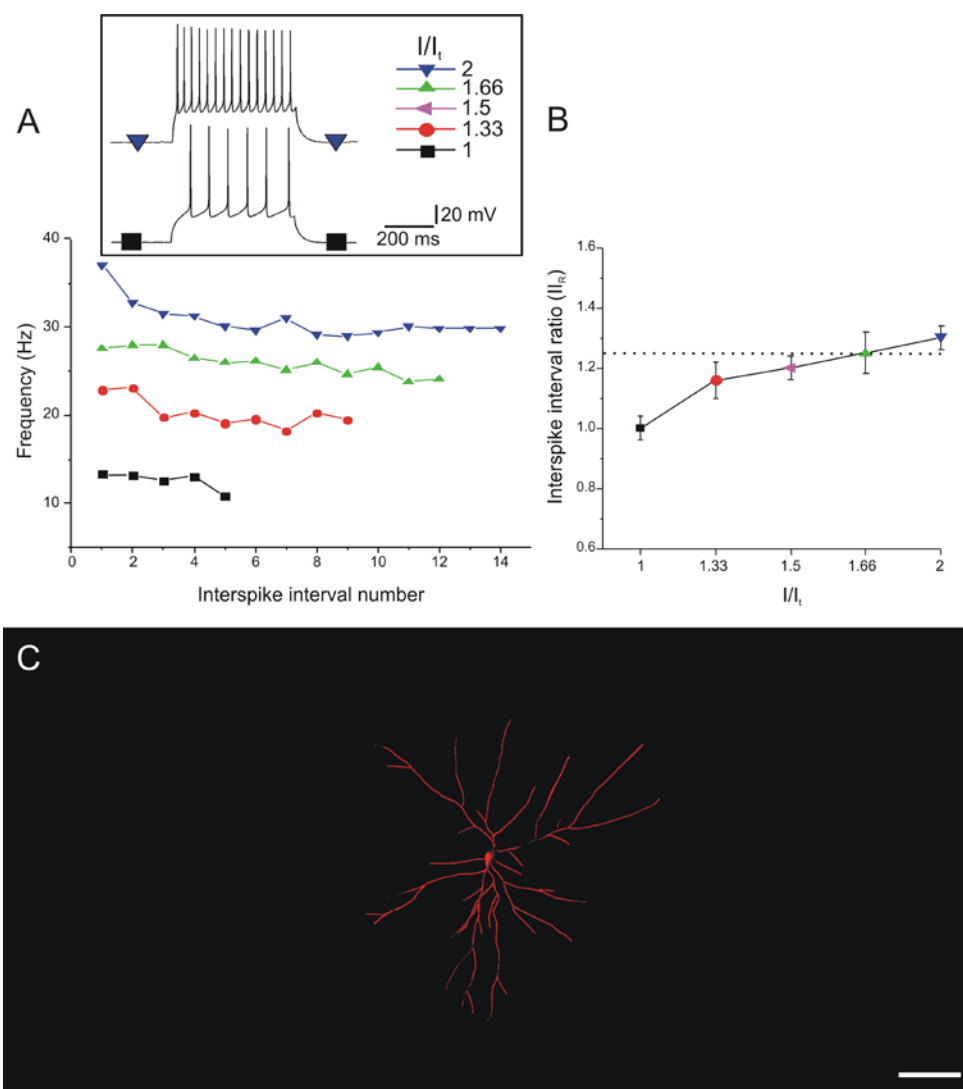 A
I/It
2
1.66
1.5
1.33
1
20 mV
200 ms
40
30
20
10
Frequency (Hz)
0 2 4 6 8 10 12 14
Interspike interval number
B
1.6
1.4
1.2
1.0
0.8
0.6
Interspike interval ratio (IIR)
1 1.33 1.5 1.66 2
I/It
C